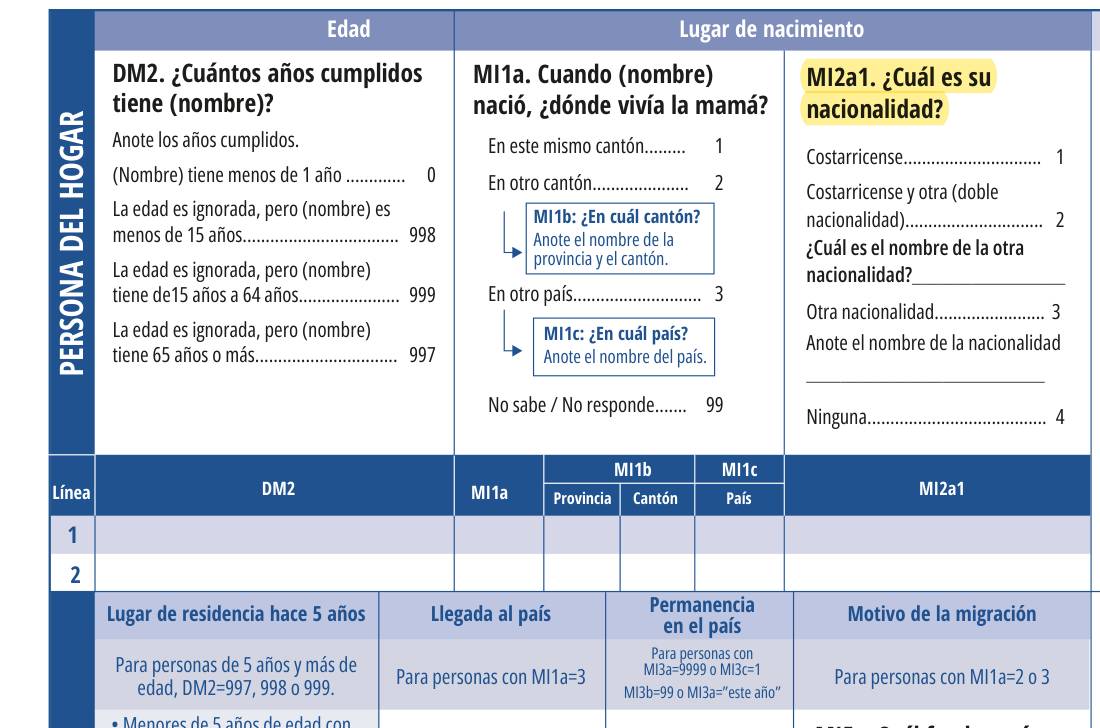 PERSONA DEL HOGAR
Edad
DM2. ¿Cuántos años cumplidos
tiene (nombre)?
Anote los años cumplidos.
(Nombre) tiene menos de 1 año ............. 0
La edad es ignorada, pero (nombre) es
menos de 15 años.................................. 998
La edad es ignorada, pero (nombre)
tiene de15 años a 64 años...................... 999
La edad es ignorada, pero (nombre)
tiene 65 años o más............................... 997
Lugar de nacimiento
MI1a. Cuando (nombre)
nació, ¿dónde vivía la mamá?
En este mismo cantón......... 1
En otro cantón..................... 2
MI1b: ¿En cuál cantón?
Anote el nombre de la
provincia y el cantón.
En otro país............................ 3
MI1c: ¿En cuál país?
Anote el nombre del país.
No sabe / No responde....... 99
MI2a1. ¿Cuál es su
nacionalidad?
Costarricense.............................. 1
Costarricense y otra (doble
nacionalidad).............................. 2
¿Cuál es el nombre de la otra
nacionalidad?________________
Otra nacionalidad........................ 3
Anote el nombre de la nacionalidad
_________________________
Ninguna....................................... 4
Línea DM2 MI1a MI1b MI1c MI2a1
Provincia Cantón País
1
2
Lugar de residencia hace 5 años
Para personas de 5 años y más de
edad, DM2=997, 998 o 999.
• Menores de 5 años de edad con
Llegada al país
Para personas con MI1a=3
Permanencia
en el país
Para personas con
MI3a=9999 o MI3c=1
MI3b=99 o MI3a="este año"
Motivo de la migración
Para personas con MI1a=2 o 3